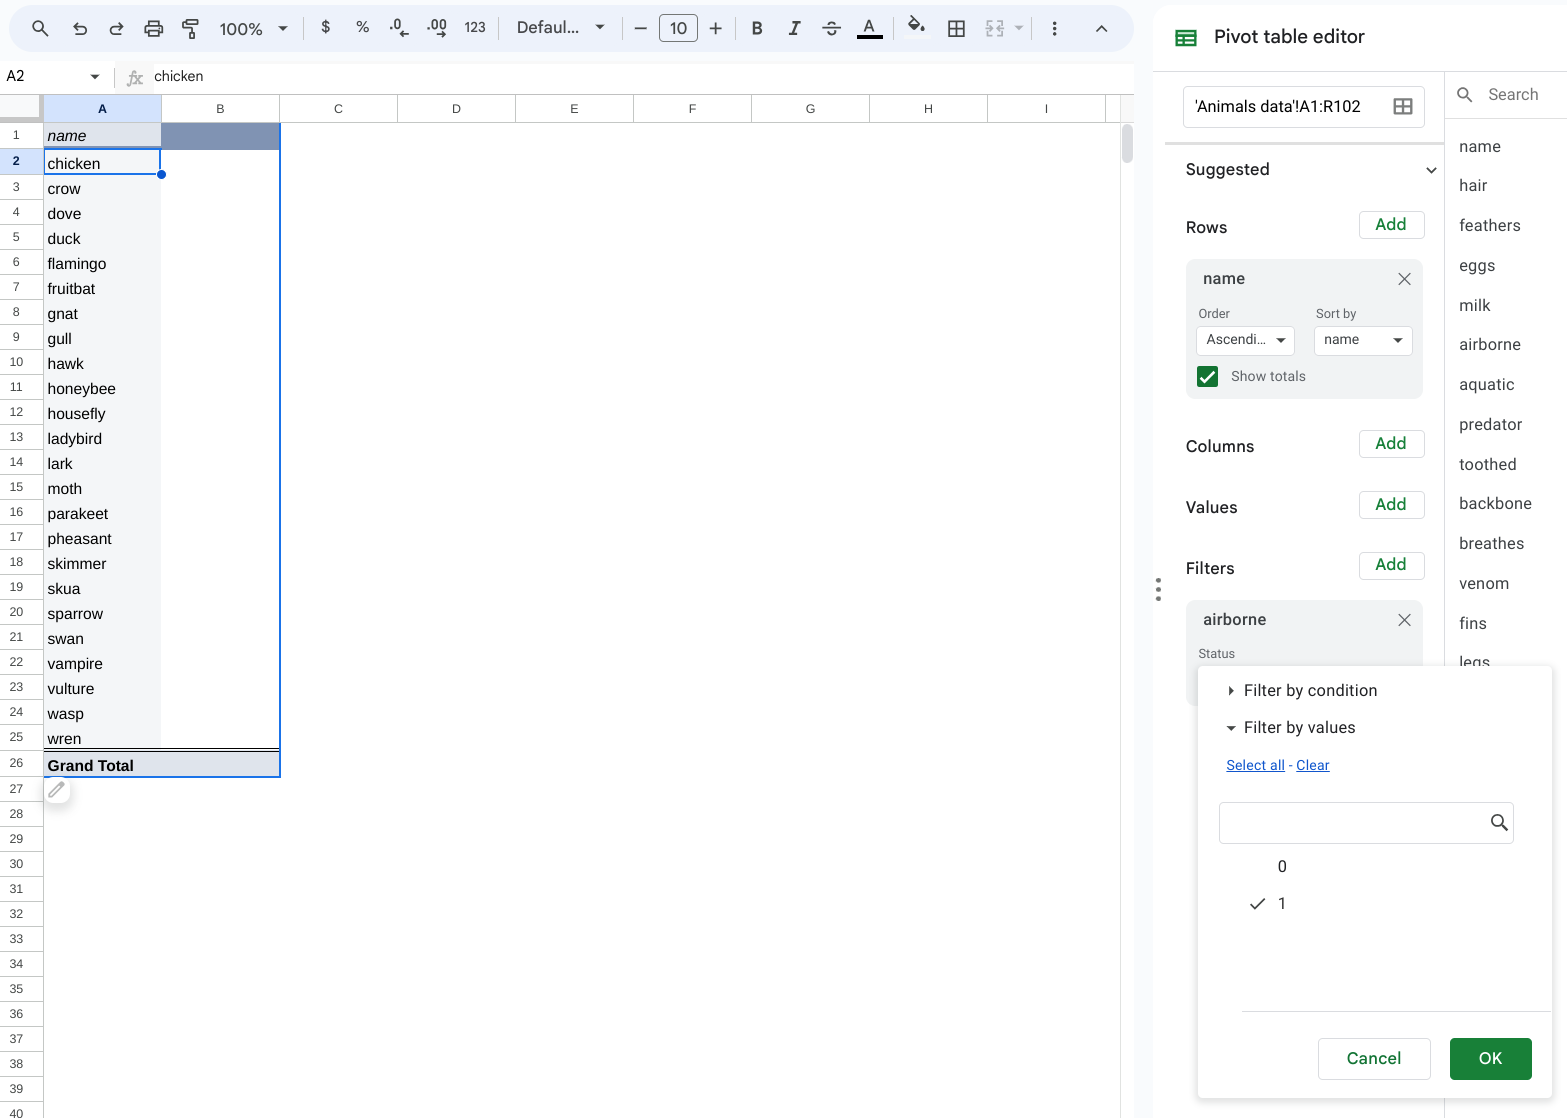 100%
$ % .0 .00 123
Defaul... 10 B I A
Pivot table editor
A2
chicken
A B C D E F G H I
1 name
2 chicken
3 crow
4 dove
5 duck
6 flamingo
7 fruitbat
8 gnat
9 gull
10 hawk
11 honeybee
12 housefly
13 ladybird
14 lark
15 moth
16 parakeet
17 pheasant
18 skimmer
19 skua
20 sparrow
21 swan
22 vampire
23 vulture
24 wasp
25 wren
26 Grand Total
27
28
29
30
31
32
33
34
35
36
37
38
39
40
'Animals data'!A1:R102
Suggested
Rows Add
name
Order Sort by
Ascendi... name
Show totals
Columns Add
Values Add
Filters Add
airborne
Status
Filter by condition
Filter by values
Select all - Clear
0
1
Cancel OK
Search
name
hair
feathers
eggs
milk
airborne
aquatic
predator
toothed
backbone
breathes
venom
fins
legs